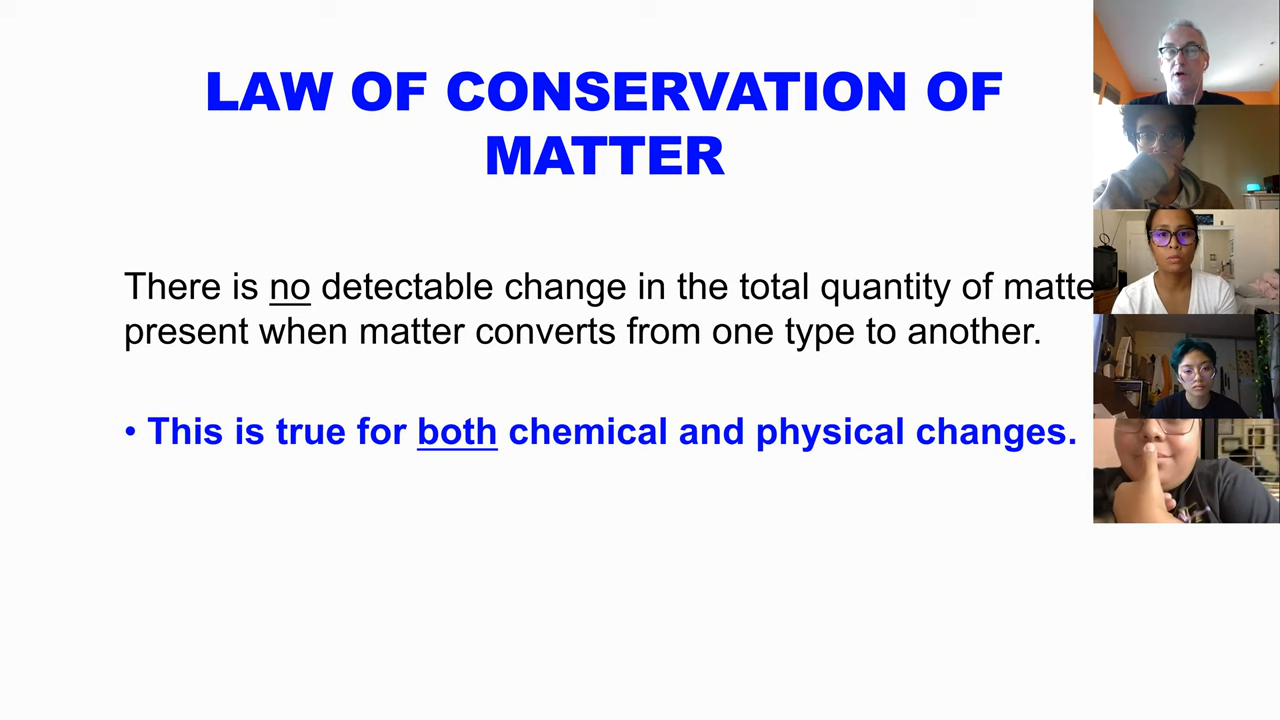 LAW OF CONSERVATION OF
MATTER
There is no detectable change in the total quantity of matte
present when matter converts from one type to another.
• This is true for both chemical and physical changes.